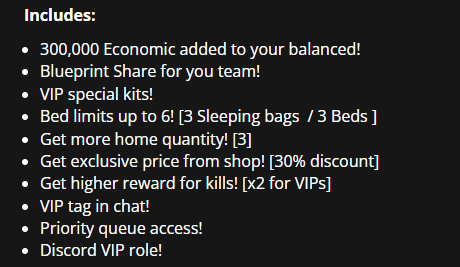 Includes:
• 300,000 Economic added to your balanced!
• Blueprint Share for you team!
• VIP special kits!
• Bed limits up to 6! [3 Sleeping bags / 3 Beds ]
• Get more home quantity! [3]
• Get exclusive price from shop! [30% discount]
• Get higher reward for kills! [x2 for VIPs]
• VIP tag in chat!
• Priority queue access!
• Discord VIP role!